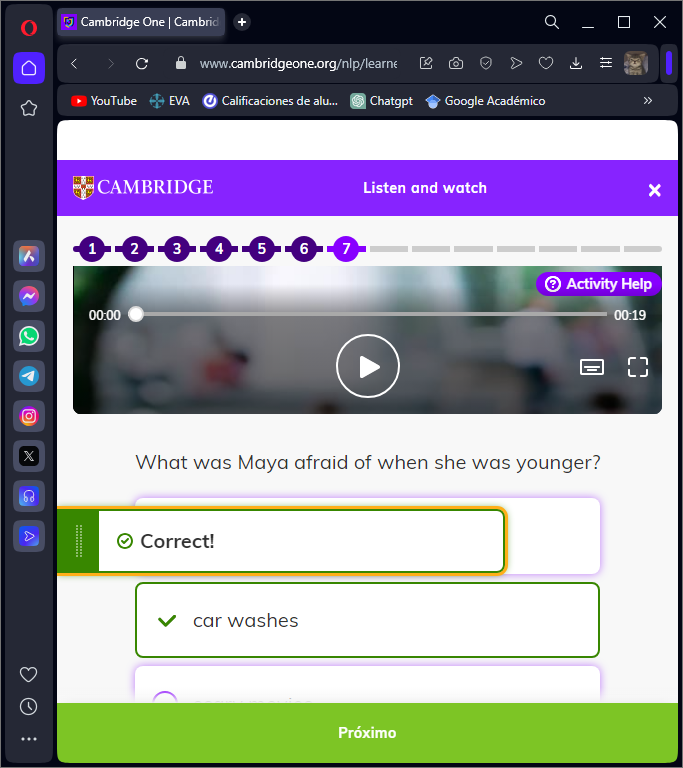 Cambridge One | Cambrid
www.cambridgeone.org/nlp/learne
YouTube
EVA
Calificaciones de alu...
Chatgpt
Google Académico
CAMBRIDGE
Listen and watch
1 2 3 4 5 6 7
Activity Help
00:00
00:19
What was Maya afraid of when she was younger?
Correct!
car washes
Próximo